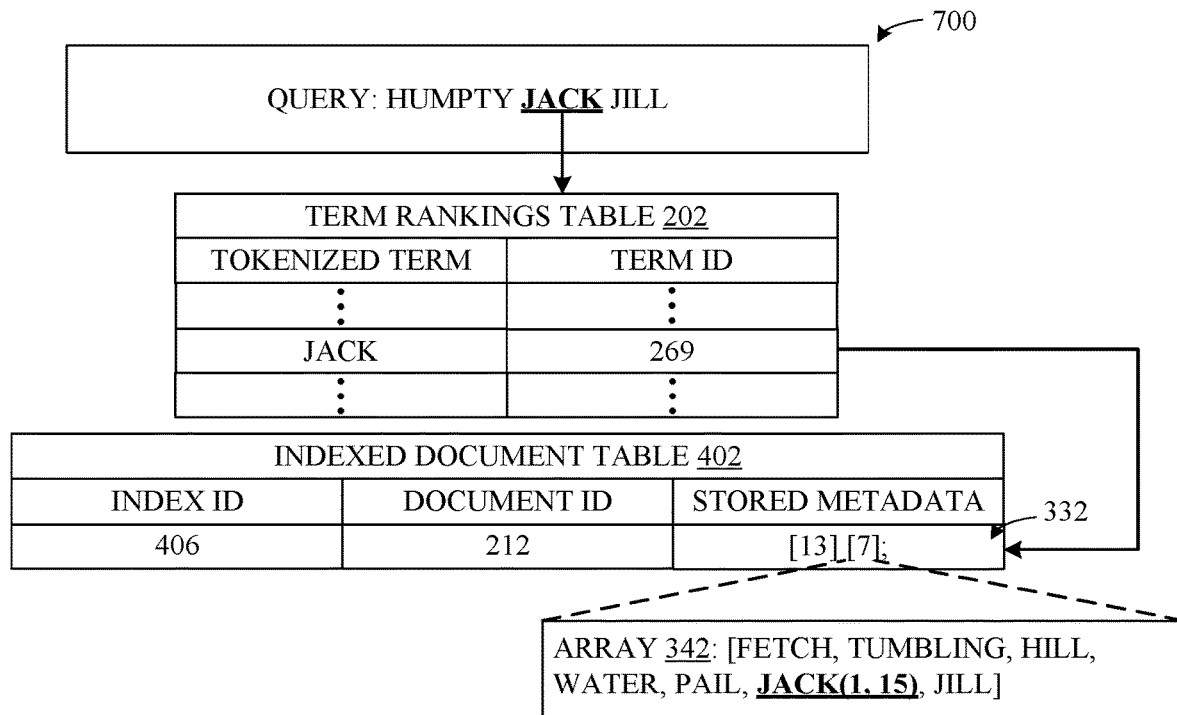 700
QUERY: HUMPTY JACK JILL
TERM RANKINGS TABLE 202
TOKENIZED TERM TERM ID
JACK 269
INDEXED DOCUMENT TABLE 402
INDEX ID DOCUMENT ID STORED METADATA
332
406 212 [13] [7];
ARRAY 342: [FETCH, TUMBLING, HILL,
WATER, PAIL, JACK(1, 15), JILL]